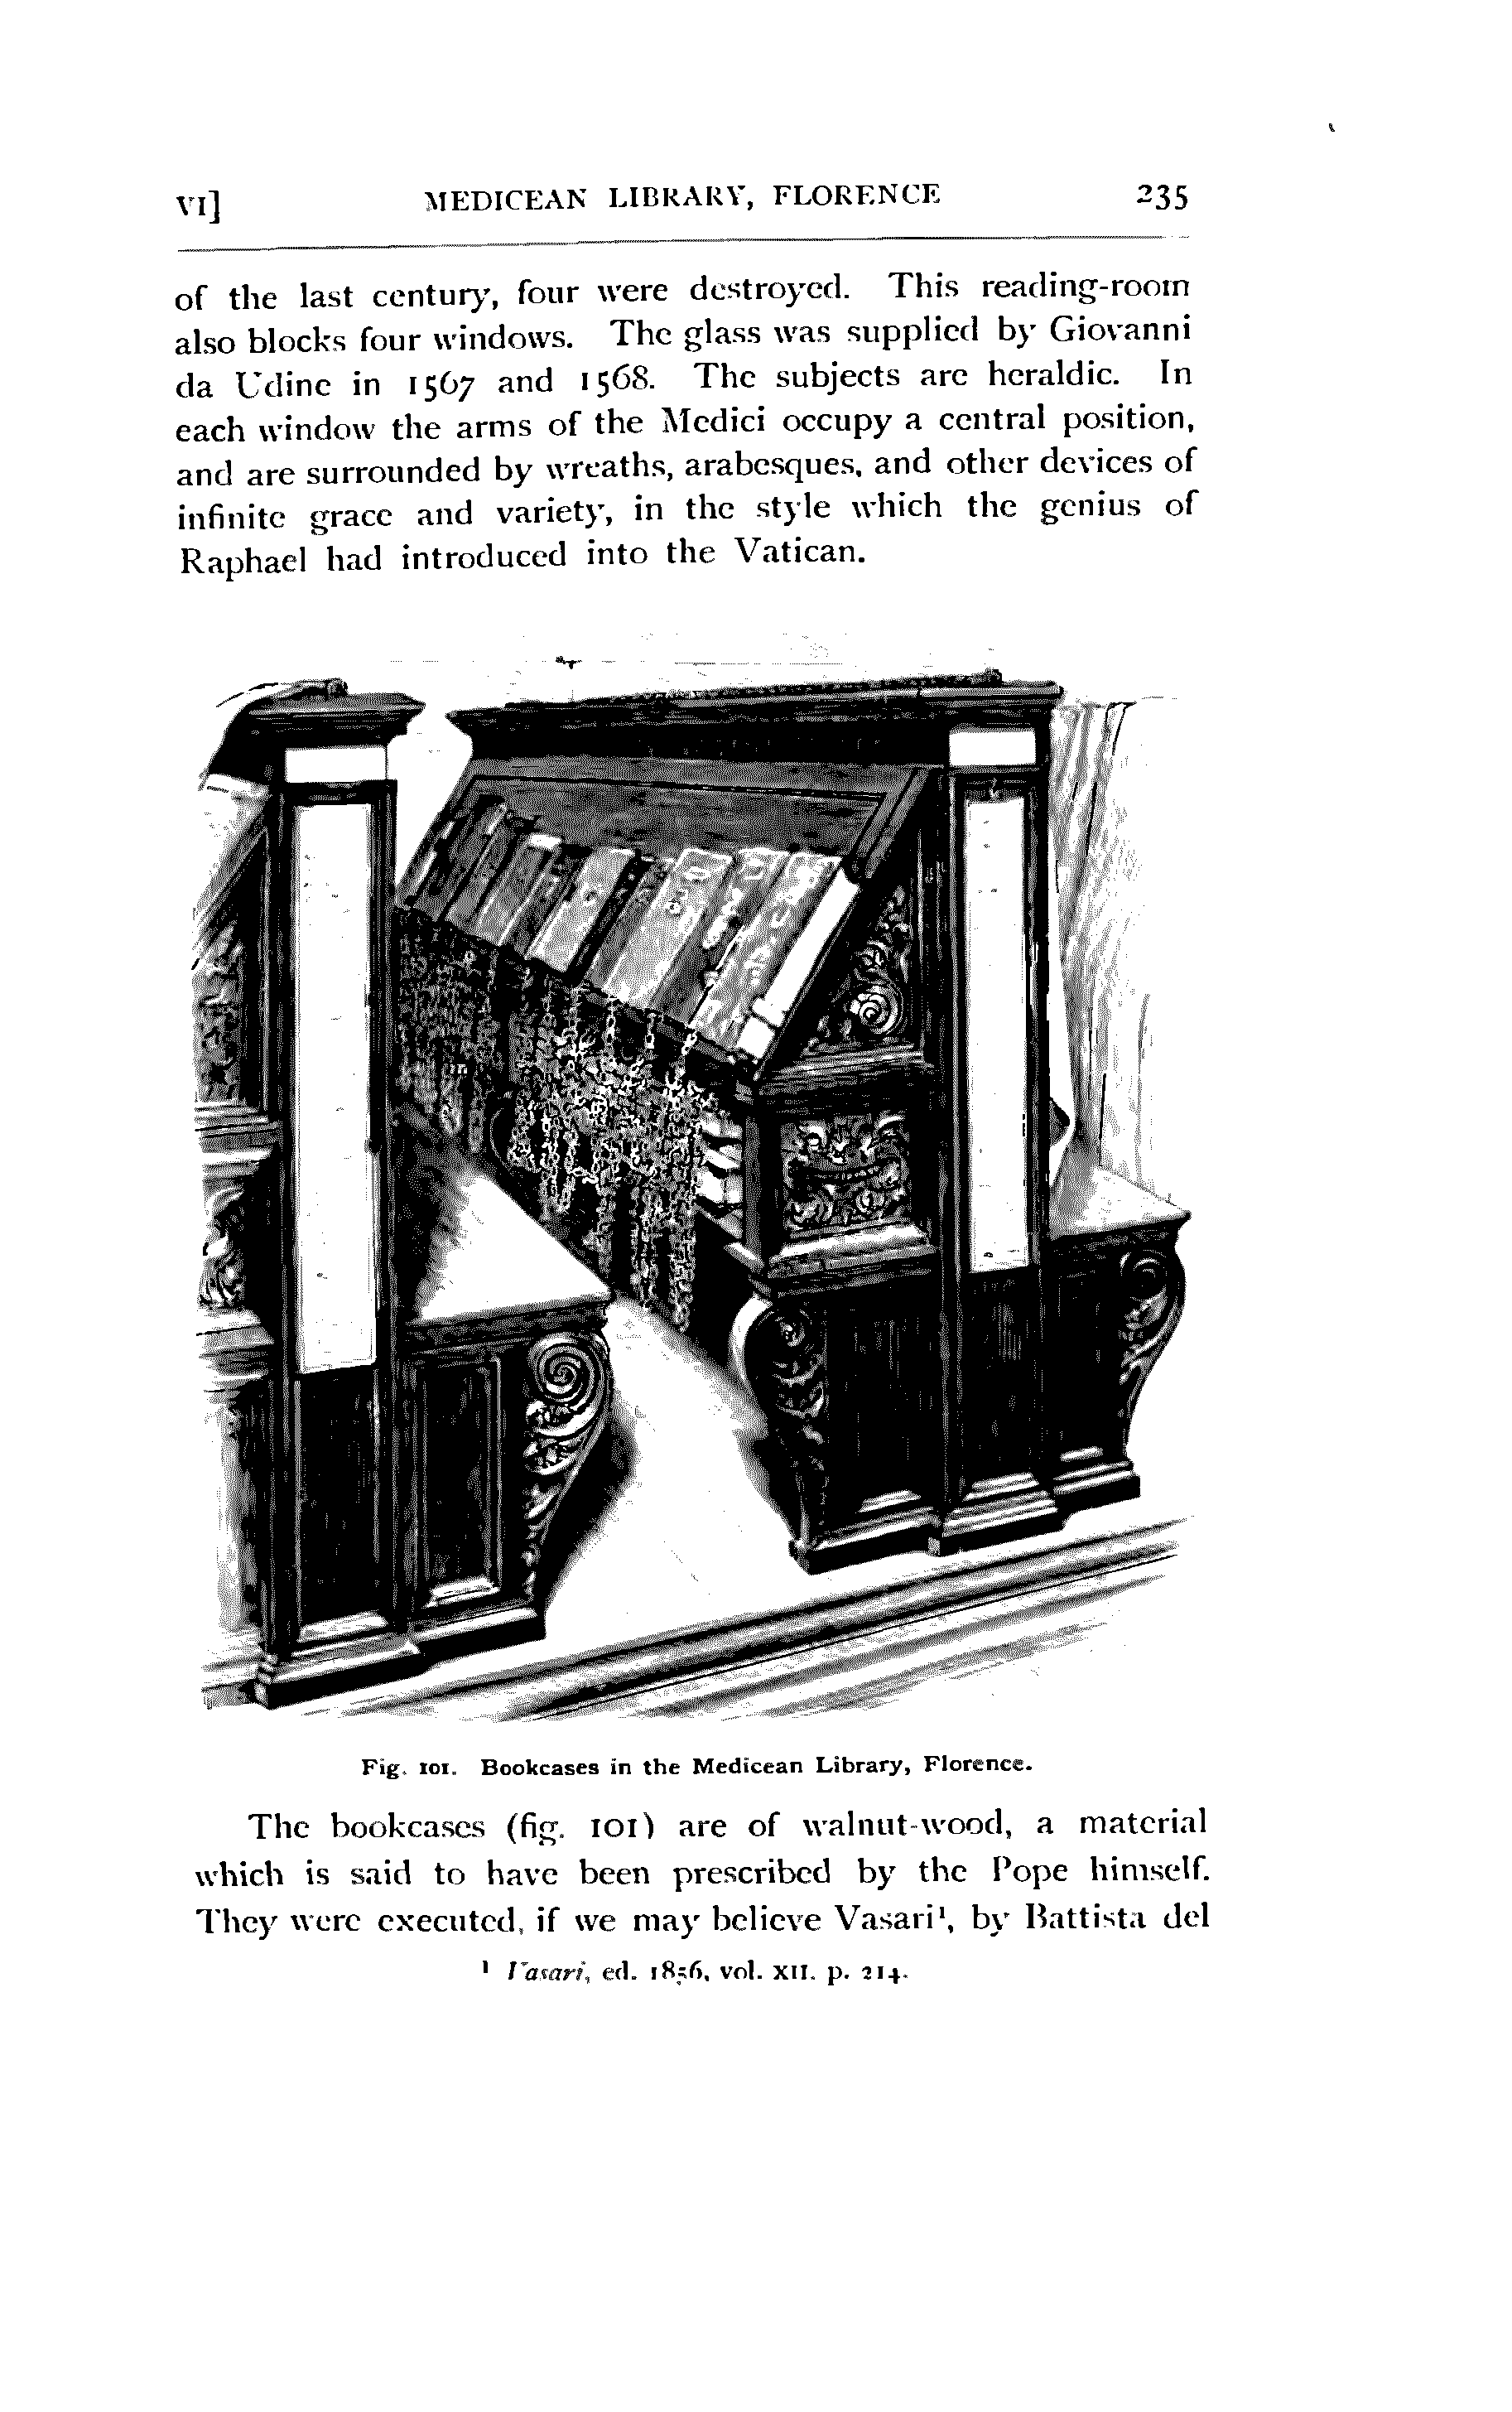 VI] MEDICEAN LIBRARY, FLORENCE 235
of the last century, four were destroyed. This reading-room
also blocks four windows. The glass was supplied by Giovanni
da Udine in 1567 and 1568. The subjects are heraldic. In
each window the arms of the Medici occupy a central position,
and are surrounded by wreaths, arabesques, and other devices of
infinite grace and variety, in the style which the genius of
Raphael had introduced into the Vatican.
Fig. 101. Bookcases in the Medicean Library, Florence.
The bookcases (fig. 101) are of walnut-wood, a material
which is said to have been prescribed by the Pope himself.
They were executed, if we may believe Vasari¹, by Battista del
¹ Vasari, ed. 1856, vol. XII. p. 214.